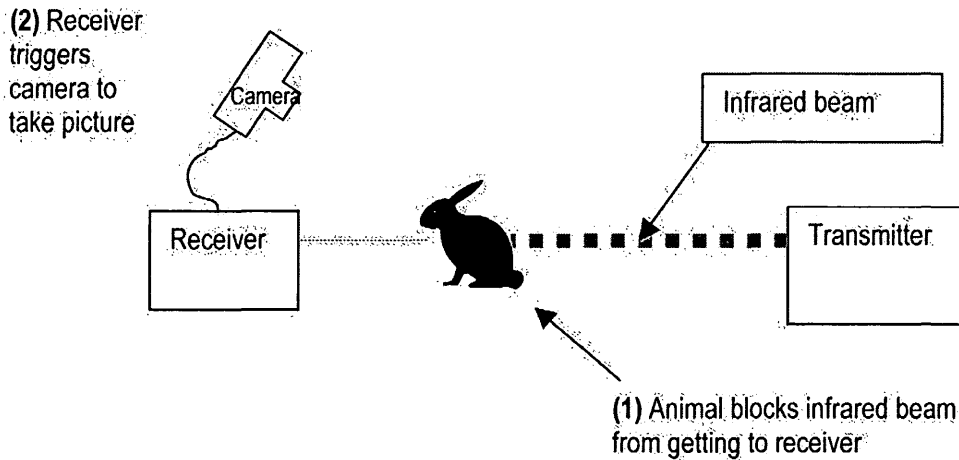 (2) Receiver
triggers
camera to
take picture
Camera
Infrared beam
Receiver
Transmitter
(1) Animal blocks infrared beam
from getting to receiver